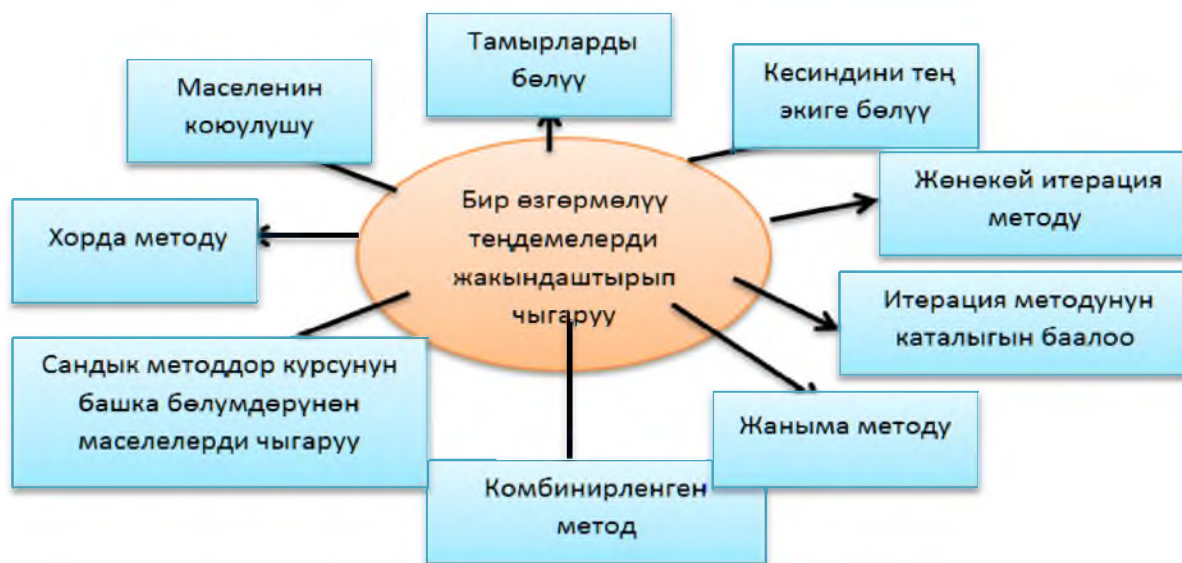 Тамырларды
бөлүү
Кесиндини тең
экиге бөлүү
Маселенин
коюулушу
Жөнөкөй итерация
методу
Бир өзгөрмөлүү
теңдемелерди
жакындаштырып
чыгаруу
Хорда методу
Итерация методунун
каталыгын баалоо
Сандык методдор курсунун
башка бөлумдөрүнөн
маселелерди чыгаруу
Жаныма методу
Комбинирленген
метод